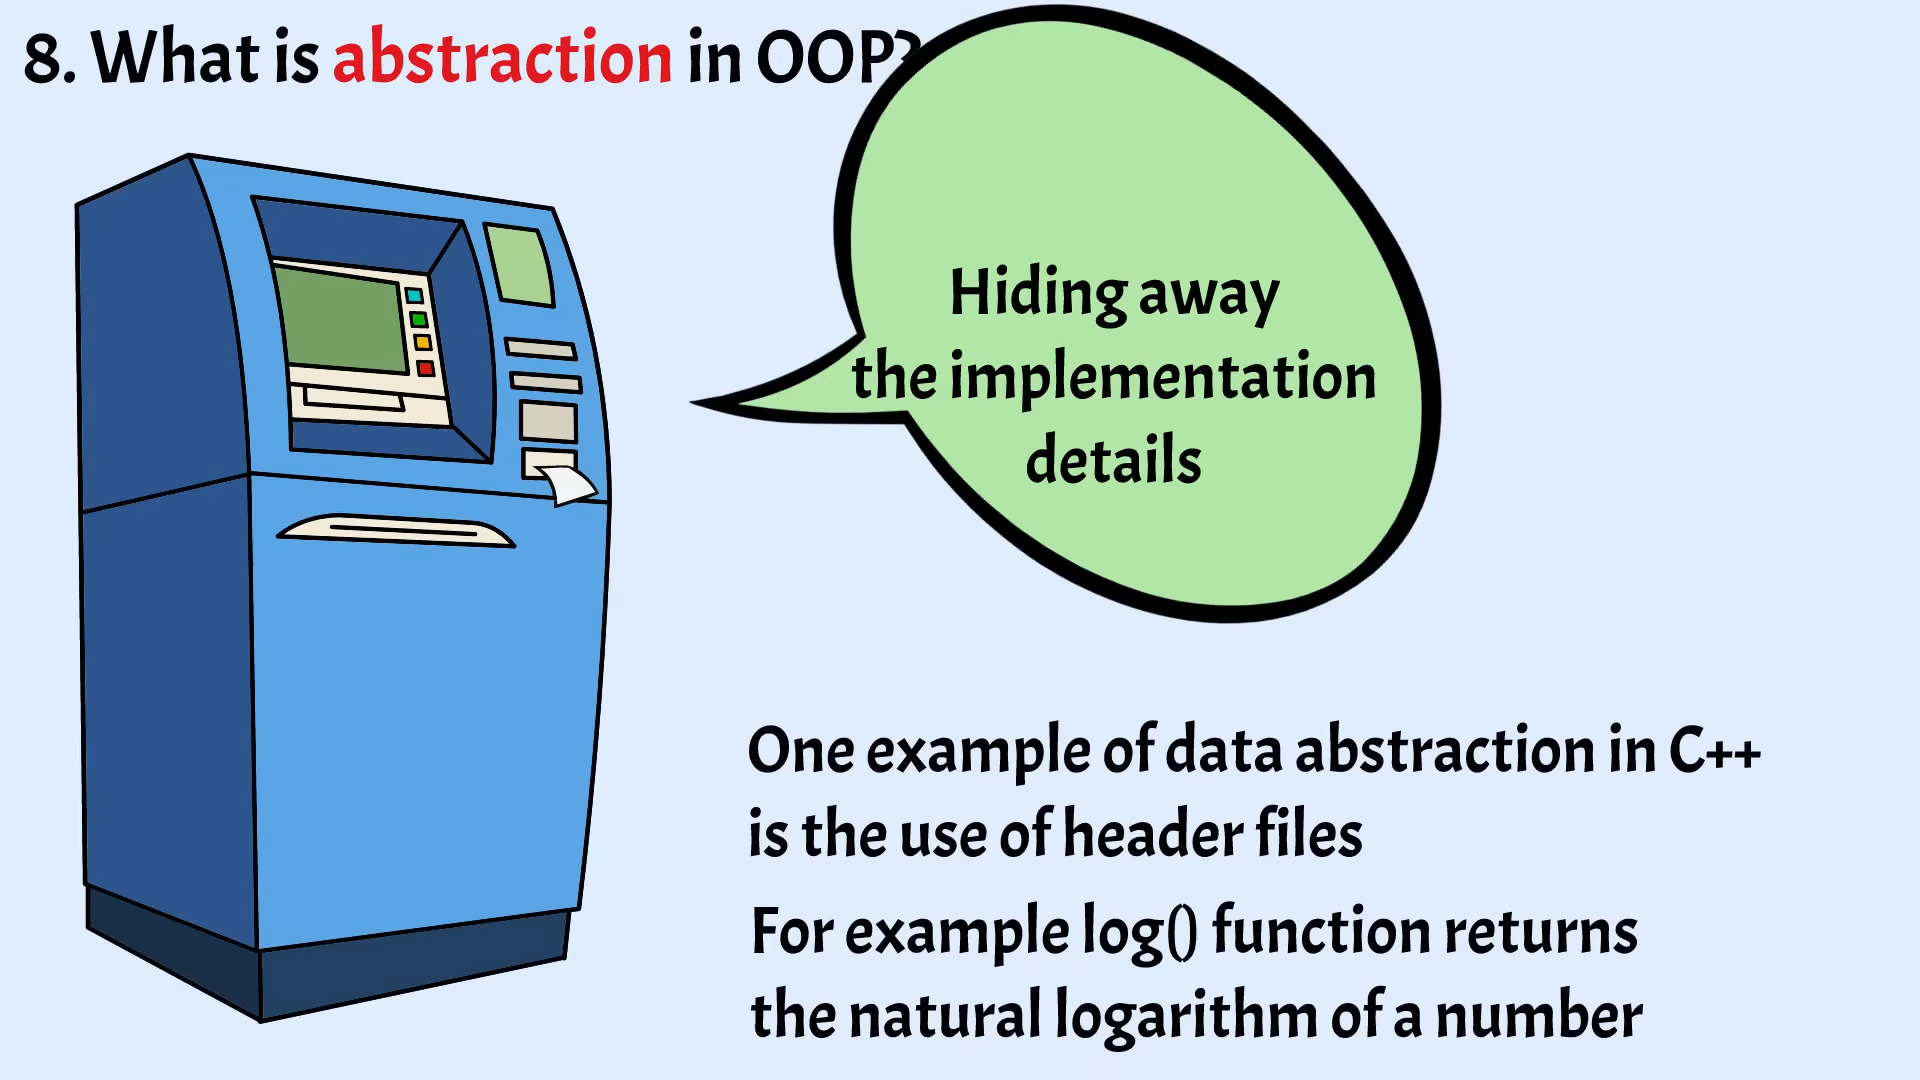 8. What is abstraction in OOP?
Hiding away
the implementation
details
One example of data abstraction in C++
is the use of header files
For example log() function returns
the natural logarithm of a number